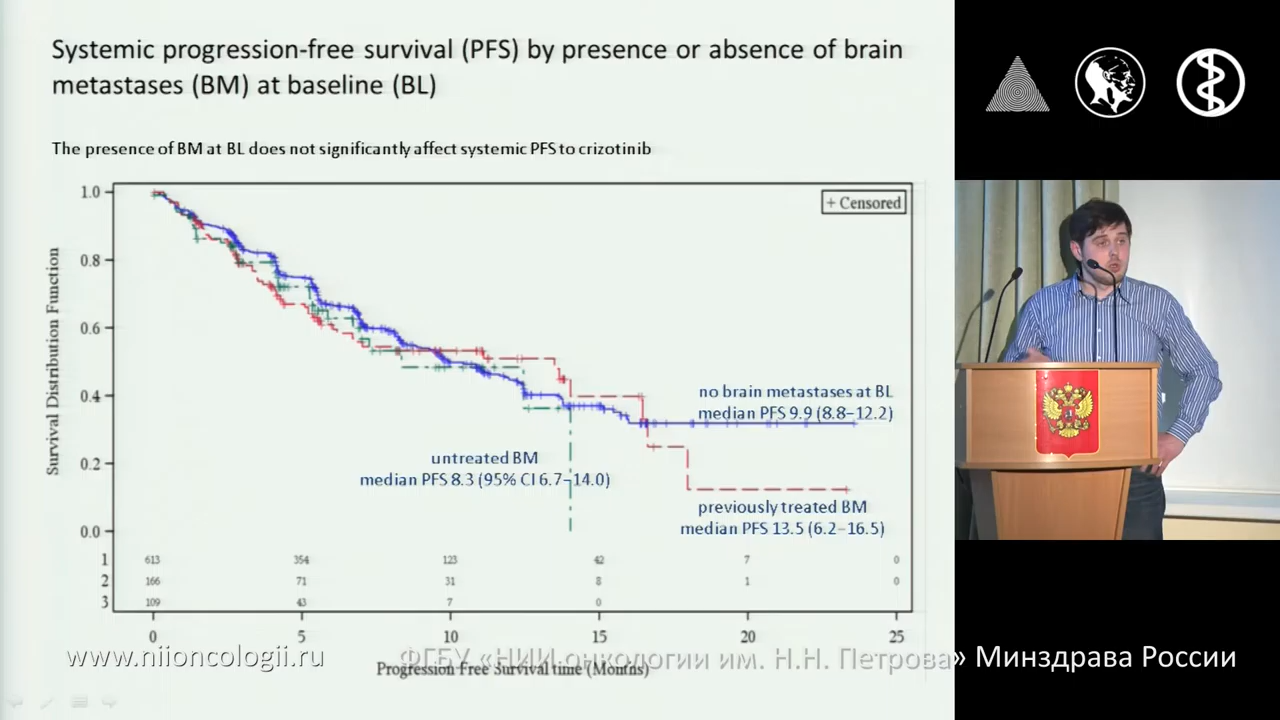 Systemic progression-free survival (PFS) by presence or absence of brain
metastases (BM) at baseline (BL)
The presence of BM at BL does not significantly affect systemic PFS to crizotinib
+ Censored
Survival Distribution Function
1.0
0.8
0.6
0.4
0.2
0.0
no brain metastases at BL
median PFS 9.9 (8.8–12.2)
untreated BM
median PFS 8.3 (95% CI 6.7–14.0)
previously treated BM
median PFS 13.5 (6.2–16.5)
1 613 354 123 42 7 0
2 166 71 31 8 1 0
3 109 43 7 0
0 5 10 15 20 25
Progression Free Survival time (Months)
www.niioncologii.ru
ФГБУ «НИИ онкологии им. Н.Н. Петрова» Минздрава России